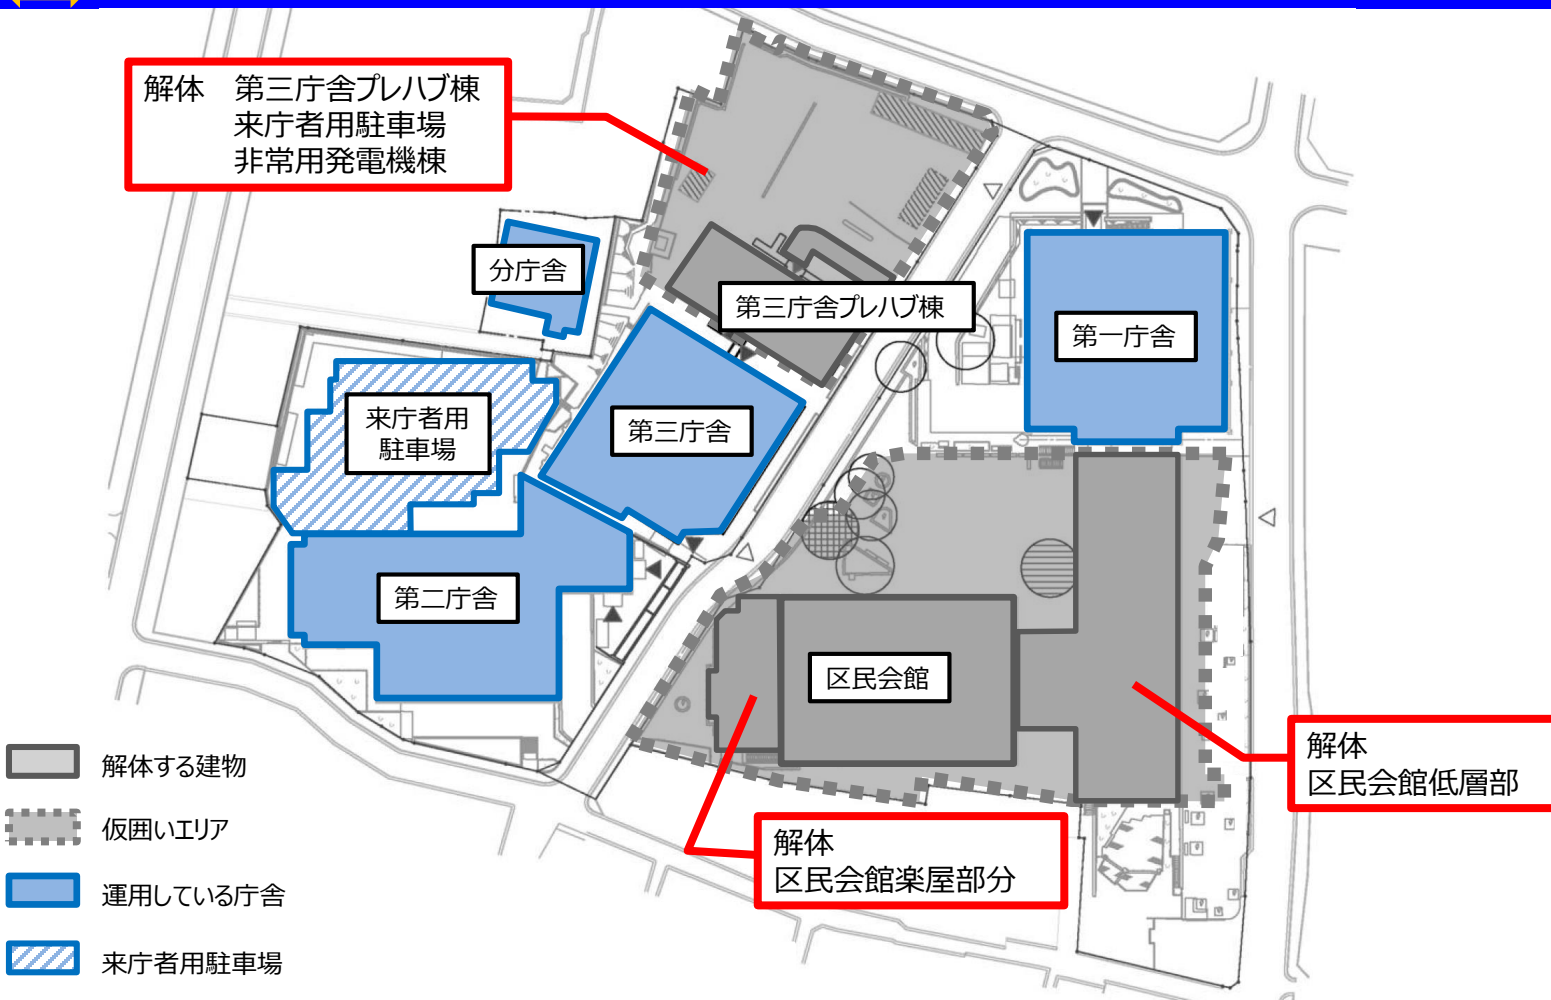 解体　第三庁舎プレハブ棟
来庁者用駐車場
非常用発電機棟
分庁舎
第三庁舎プレハブ棟
第一庁舎
来庁者用
駐車場
第三庁舎
第二庁舎
区民会館
解体
区民会館低層部
解体
区民会館楽屋部分
解体する建物
仮囲いエリア
運用している庁舎
来庁者用駐車場